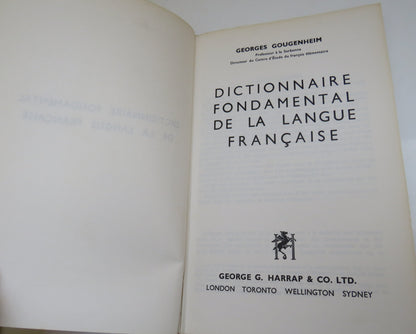 GEORGES GOUGENHEIM
Professeur à la Sorbonne
Directeur du Centre d'Étude du Français Élémentaire
DICTIONNAIRE
FONDAMENTAL
DE LA LANGUE
FRANÇAISE
GEORGE G. HARRAP & CO. LTD.
LONDON TORONTO WELLINGTON SYDNEY